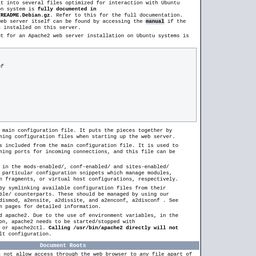 t into several files optimized for interaction with Ubuntu
on system is fully documented in
README.Debian.gz. Refer to this for the full documentation.
web server itself can be found by accessing the manual if the
installed on this server.
t for an Apache2 web server installation on Ubuntu systems is
f
main configuration file. It puts the pieces together by
ning configuration files when starting up the web server.
s included from the main configuration file. It is used to
ning ports for incoming connections, and this file can be
in the mods-enabled/, conf-enabled/ and sites-enabled/
particular configuration snippets which manage modules,
n fragments, or virtual host configurations, respectively.
by symlinking available configuration files from their
ble/ counterparts. These should be managed by using our
dismod, a2ensite, a2dissite, and a2enconf, a2disconf . See
n pages for detailed information.
d apache2. Due to the use of environment variables, in the
on, apache2 needs to be started/stopped with
or apache2ctl. Calling /usr/bin/apache2 directly will not
lt configuration.
Document Roots
not allow access through the web browser to any file apart of